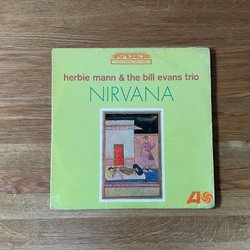 herbie mann & the bill evans trio
NIRVANA